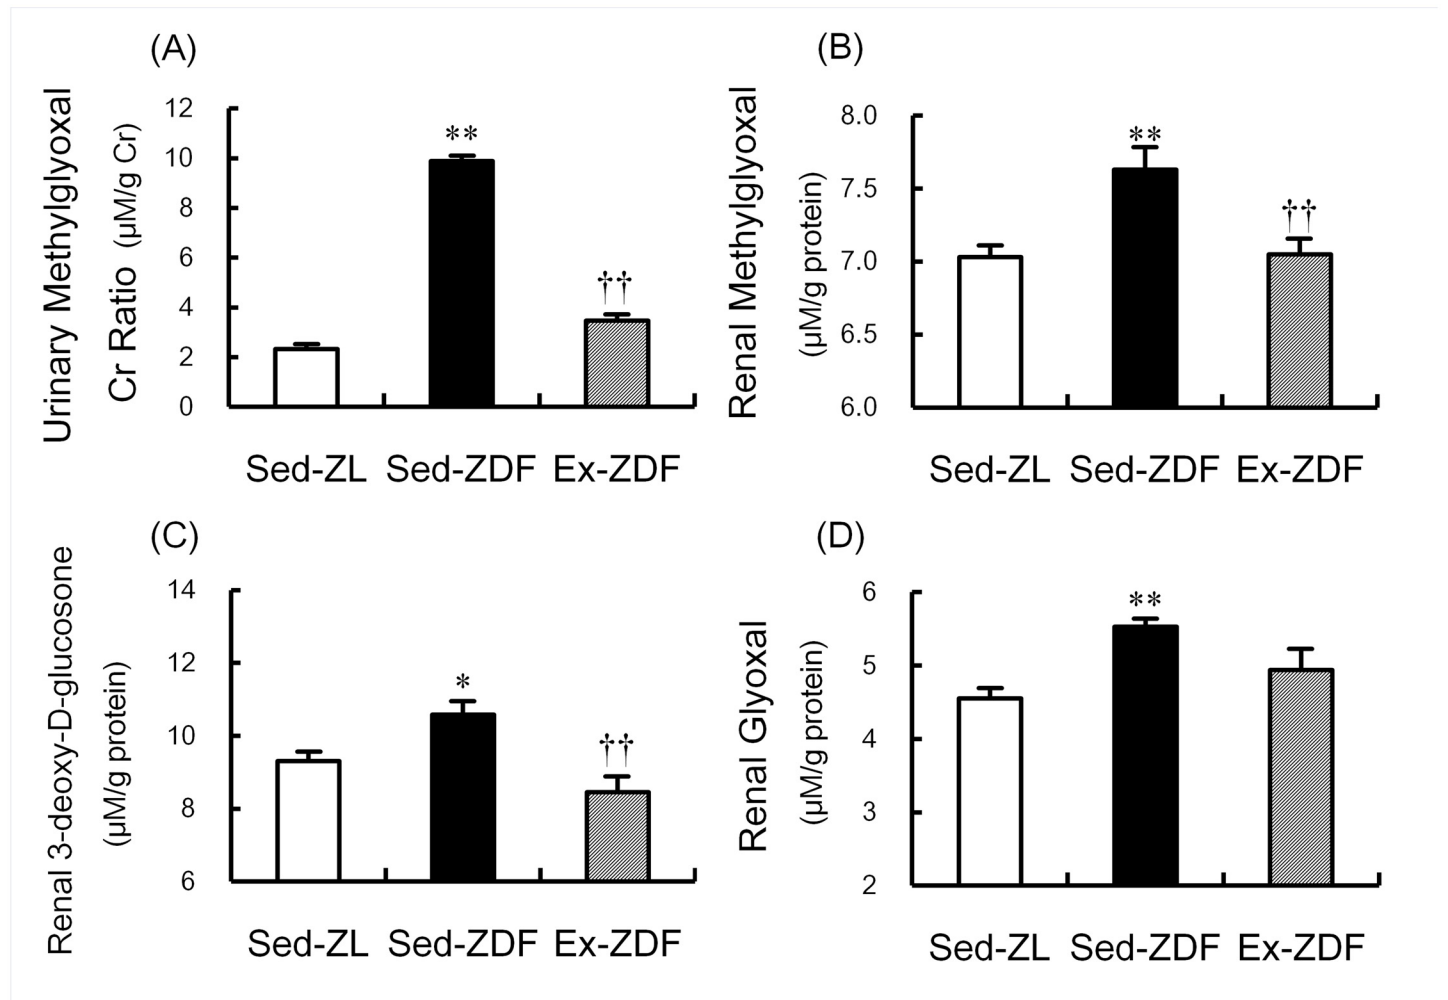 (A)
Urinary Methylglyoxal
Cr Ratio (µM/g Cr)
12
10
8
6
4
2
0
**
††
Sed-ZL Sed-ZDF Ex-ZDF
(B)
Renal Methylglyoxal
(µM/g protein)
8.0
7.5
7.0
6.5
6.0
**
††
Sed-ZL Sed-ZDF Ex-ZDF
(C)
Renal 3-deoxy-D-glucosone
(µM/g protein)
14
12
10
8
6
*
††
Sed-ZL Sed-ZDF Ex-ZDF
(D)
Renal Glyoxal
(µM/g protein)
6
5
4
3
2
**
Sed-ZL Sed-ZDF Ex-ZDF